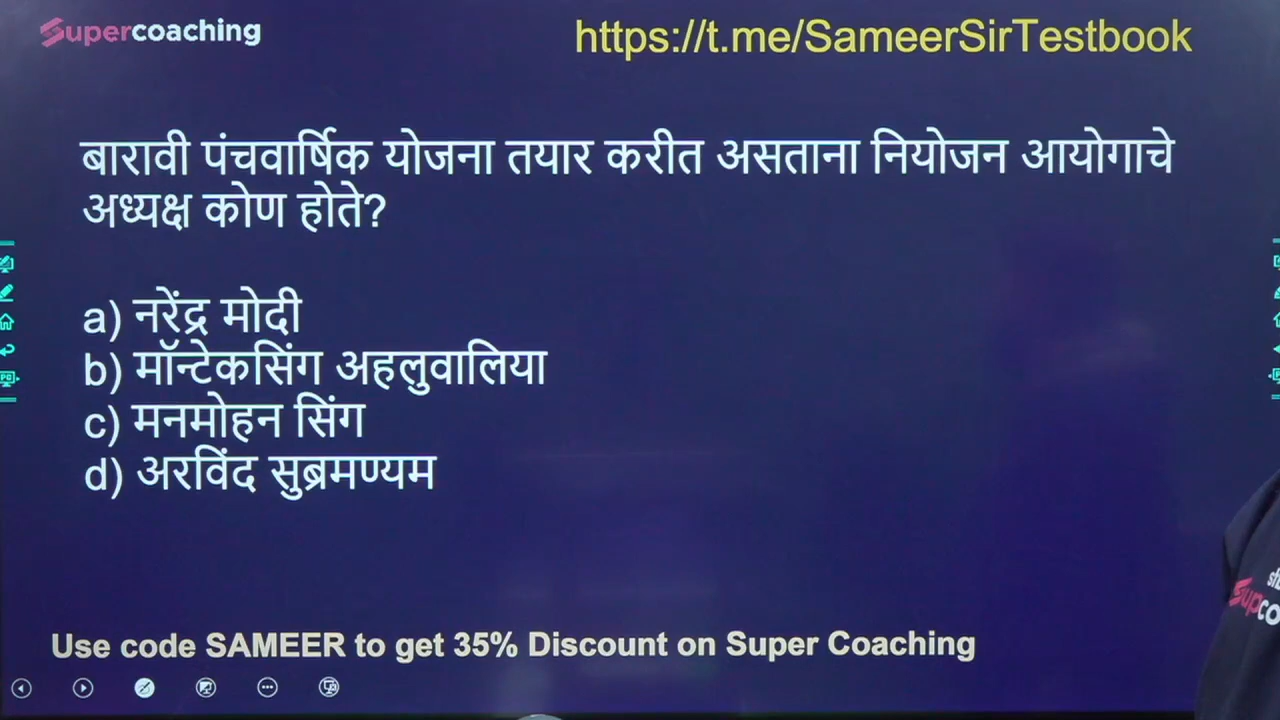 Supercoaching
https://t.me/SameerSirTestbook
बारावी पंचवार्षिक योजना तयार करीत असताना नियोजन आयोगाचे
अध्यक्ष कोण होते?
a) नरेंद्र मोदी
b) मॉन्टेकसिंग अहलुवालिया
c) मनमोहन सिंग
d) अरविंद सुब्रमण्यम
Use code SAMEER to get 35% Discount on Super Coaching